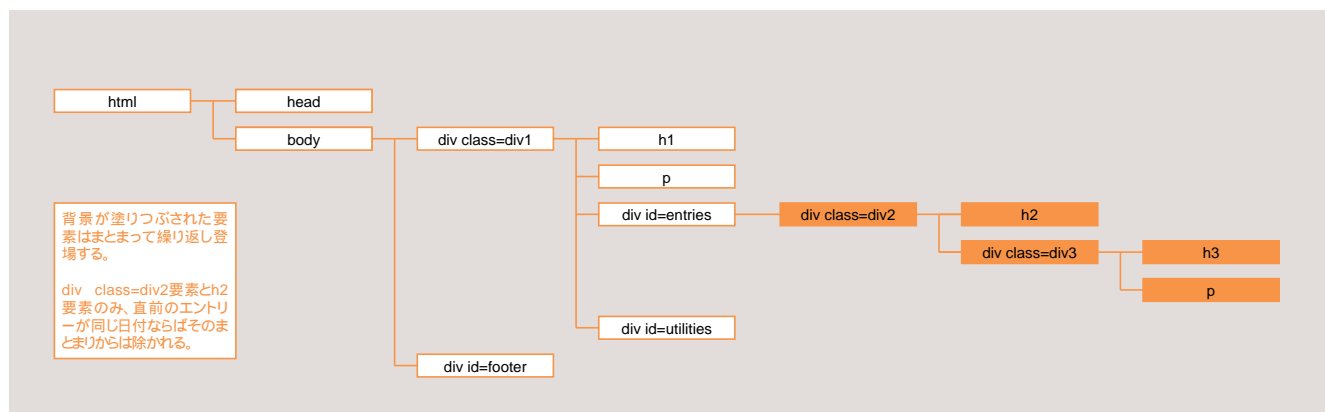 html
head
body
div class=div1
h1
p
div id=entries
div class=div2
h2
div class=div3
h3
p
div id=utilities
div id=footer
背景が塗りつぶされた要
素はまとまって繰り返し登
場する。
div class=div2要素とh2
要素のみ、直前のエントリ
ーが同じ日付ならばそのま
とまりからは除かれる。